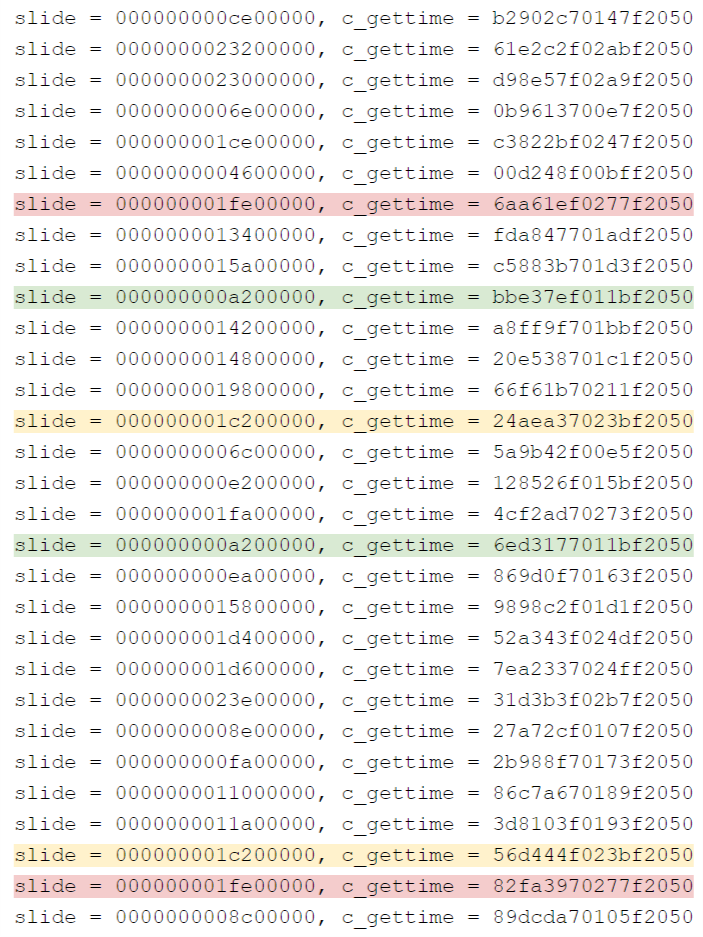 slide = 000000000ce00000, c_gettime = b2902c70147f2050
slide = 0000000023200000, c_gettime = 61e2c2f02abf2050
slide = 0000000023000000, c_gettime = d98e57f02a9f2050
slide = 0000000006e00000, c_gettime = 0b9613700e7f2050
slide = 000000001ce00000, c_gettime = c3822bf0247f2050
slide = 0000000004600000, c_gettime = 00d248f00bff2050
slide = 000000001fe00000, c_gettime = 6aa61ef0277f2050
slide = 0000000013400000, c_gettime = fda847701adf2050
slide = 0000000015a00000, c_gettime = c5883b701d3f2050
slide = 000000000a200000, c_gettime = bbe37ef011bf2050
slide = 0000000014200000, c_gettime = a8ff9f701bbf2050
slide = 0000000014800000, c_gettime = 20e538701c1f2050
slide = 0000000019800000, c_gettime = 66f61b70211f2050
slide = 000000001c200000, c_gettime = 24aea37023bf2050
slide = 0000000006c00000, c_gettime = 5a9b42f00e5f2050
slide = 000000000e200000, c_gettime = 128526f015bf2050
slide = 000000001fa00000, c_gettime = 4cf2ad70273f2050
slide = 000000000a200000, c_gettime = 6ed3177011bf2050
slide = 000000000ea00000, c_gettime = 869d0f70163f2050
slide = 0000000015800000, c_gettime = 9898c2f01d1f2050
slide = 000000001d400000, c_gettime = 52a343f024df2050
slide = 000000001d600000, c_gettime = 7ea2337024ff2050
slide = 0000000023e00000, c_gettime = 31d3b3f02b7f2050
slide = 0000000008e00000, c_gettime = 27a72cf0107f2050
slide = 000000000fa00000, c_gettime = 2b988f70173f2050
slide = 0000000011000000, c_gettime = 86c7a670189f2050
slide = 0000000011a00000, c_gettime = 3d8103f0193f2050
slide = 000000001c200000, c_gettime = 56d444f023bf2050
slide = 000000001fe00000, c_gettime = 82fa3970277f2050
slide = 0000000008c00000, c_gettime = 89dcda70105f2050